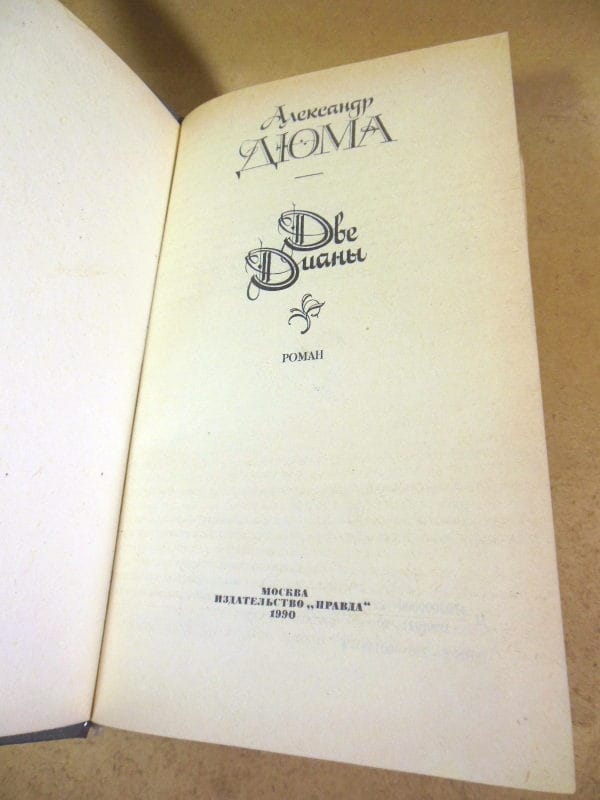 Александр
ДЮМА
Две
Дианы
РОМАН
МОСКВА
ИЗДАТЕЛЬСТВО „ПРАВДА"
1990